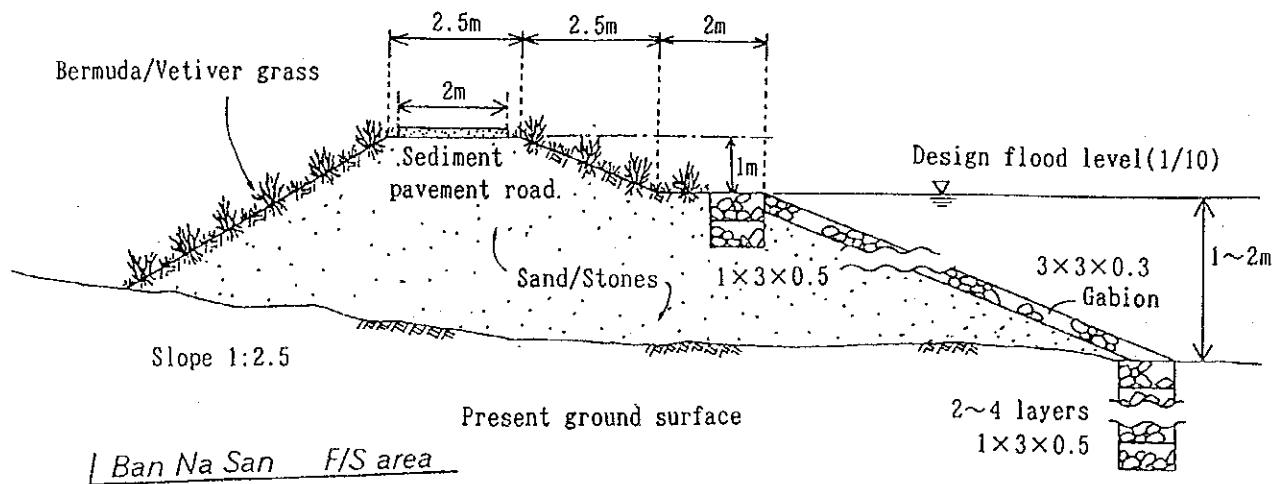 2.5m
2.5m
2m
Bermuda/Vetiver grass
2m
Sediment
pavement road
1m
Design flood level(1/10)
Sand/Stones
1×3×0.5
3×3×0.3
Gabion
1~2m
Slope 1:2.5
Present ground surface
2~4 layers
1×3×0.5
Ban Na San F/S area